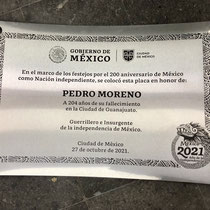 GOBIERNO DE
MÉXICO
CIUDAD DE MÉXICO
En el marco de los festejos por el 200 aniversario de México
como Nación independiente, se colocó esta placa en honor de:
PEDRO MORENO
A 204 años de su fallecimiento
en la Ciudad de Guanajuato.
Guerrillero e Insurgente
de la independencia de México.
Ciudad de México
27 de octubre de 2021.
México
2021